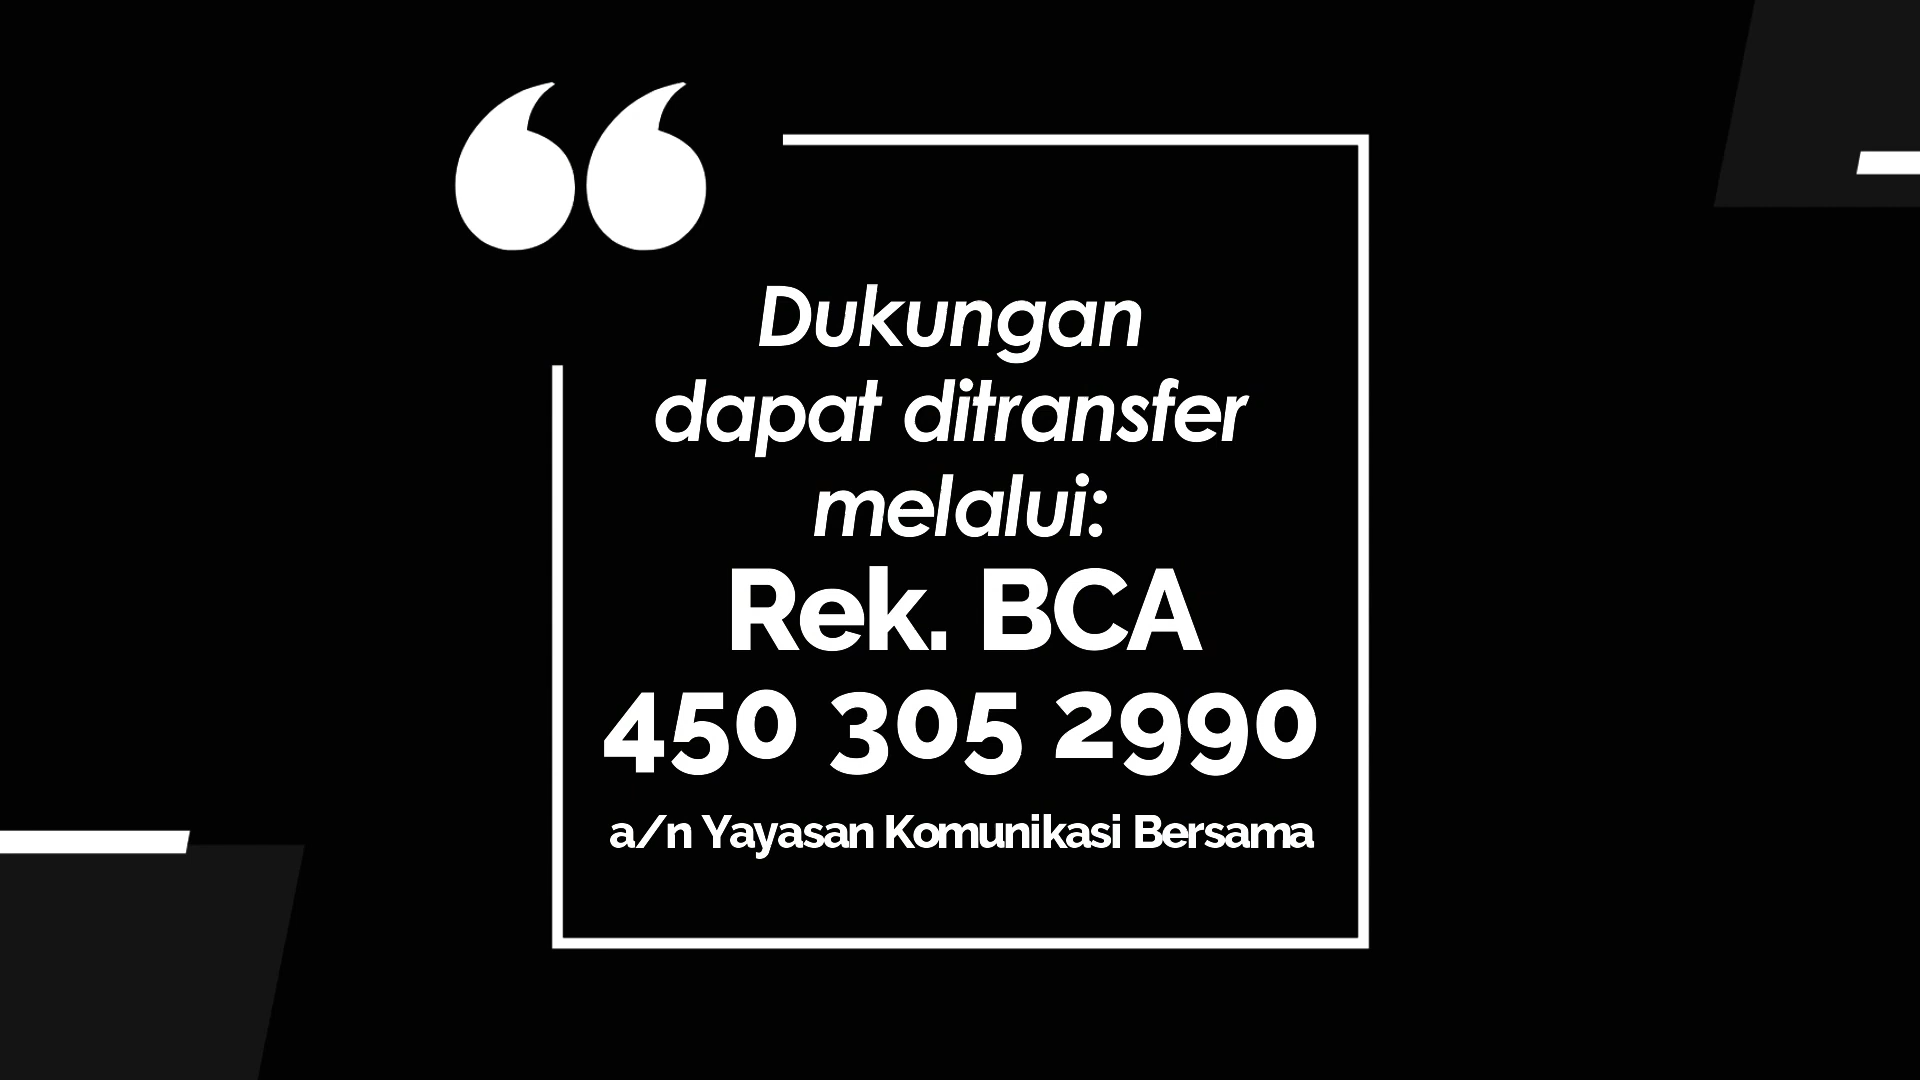 Dukungan
dapat ditransfer
melalui:
Rek. BCA
450 305 2990
a/n Yayasan Komunikasi Bersama